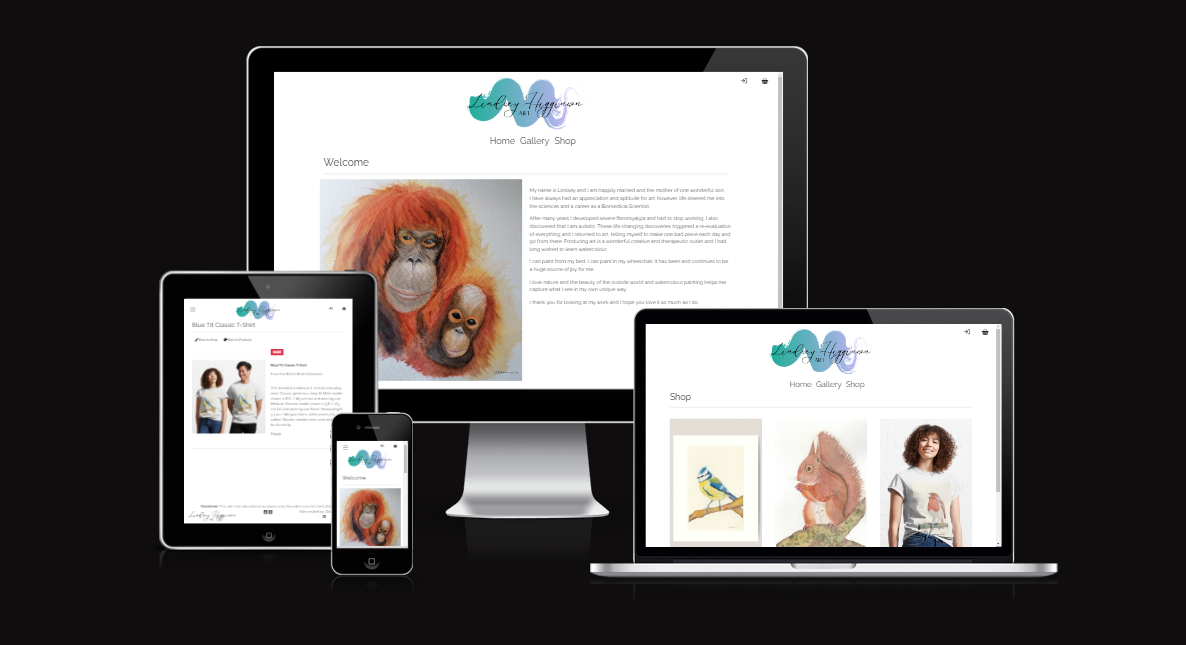 Lindsey Higginson
ART
Home Gallery Shop
Welcome
My name is Lindsey and I am happily married and the mother of one wonderful son.
I have always had an appreciation and aptitude for art; however life steered me into
the sciences and a career as a Biomedical Scientist.
After many years I developed severe fibromyalgia and had to stop working. I also
discovered that I am autistic. These life changing discoveries triggered a re-evaluation
of everything and I returned to art, telling myself to make one bad piece each day and
go from there. Producing art is a wonderful creative and therapeutic outlet and I had
long wished to learn watercolour.
I can paint from my bed, I can paint in my wheelchair. It has been and continues to be
a huge source of joy for me.
I love nature and the beauty of the outside world and watercolour painting helps me
capture what I see in my own unique way.
I thank you for looking at my work and I hope you love it as much as I do.
Blue Tit Classic T-Shirt
Blue Tit Classic T-Shirt
Welcome
Lindsey Higginson
ART
Home Gallery Shop
Shop